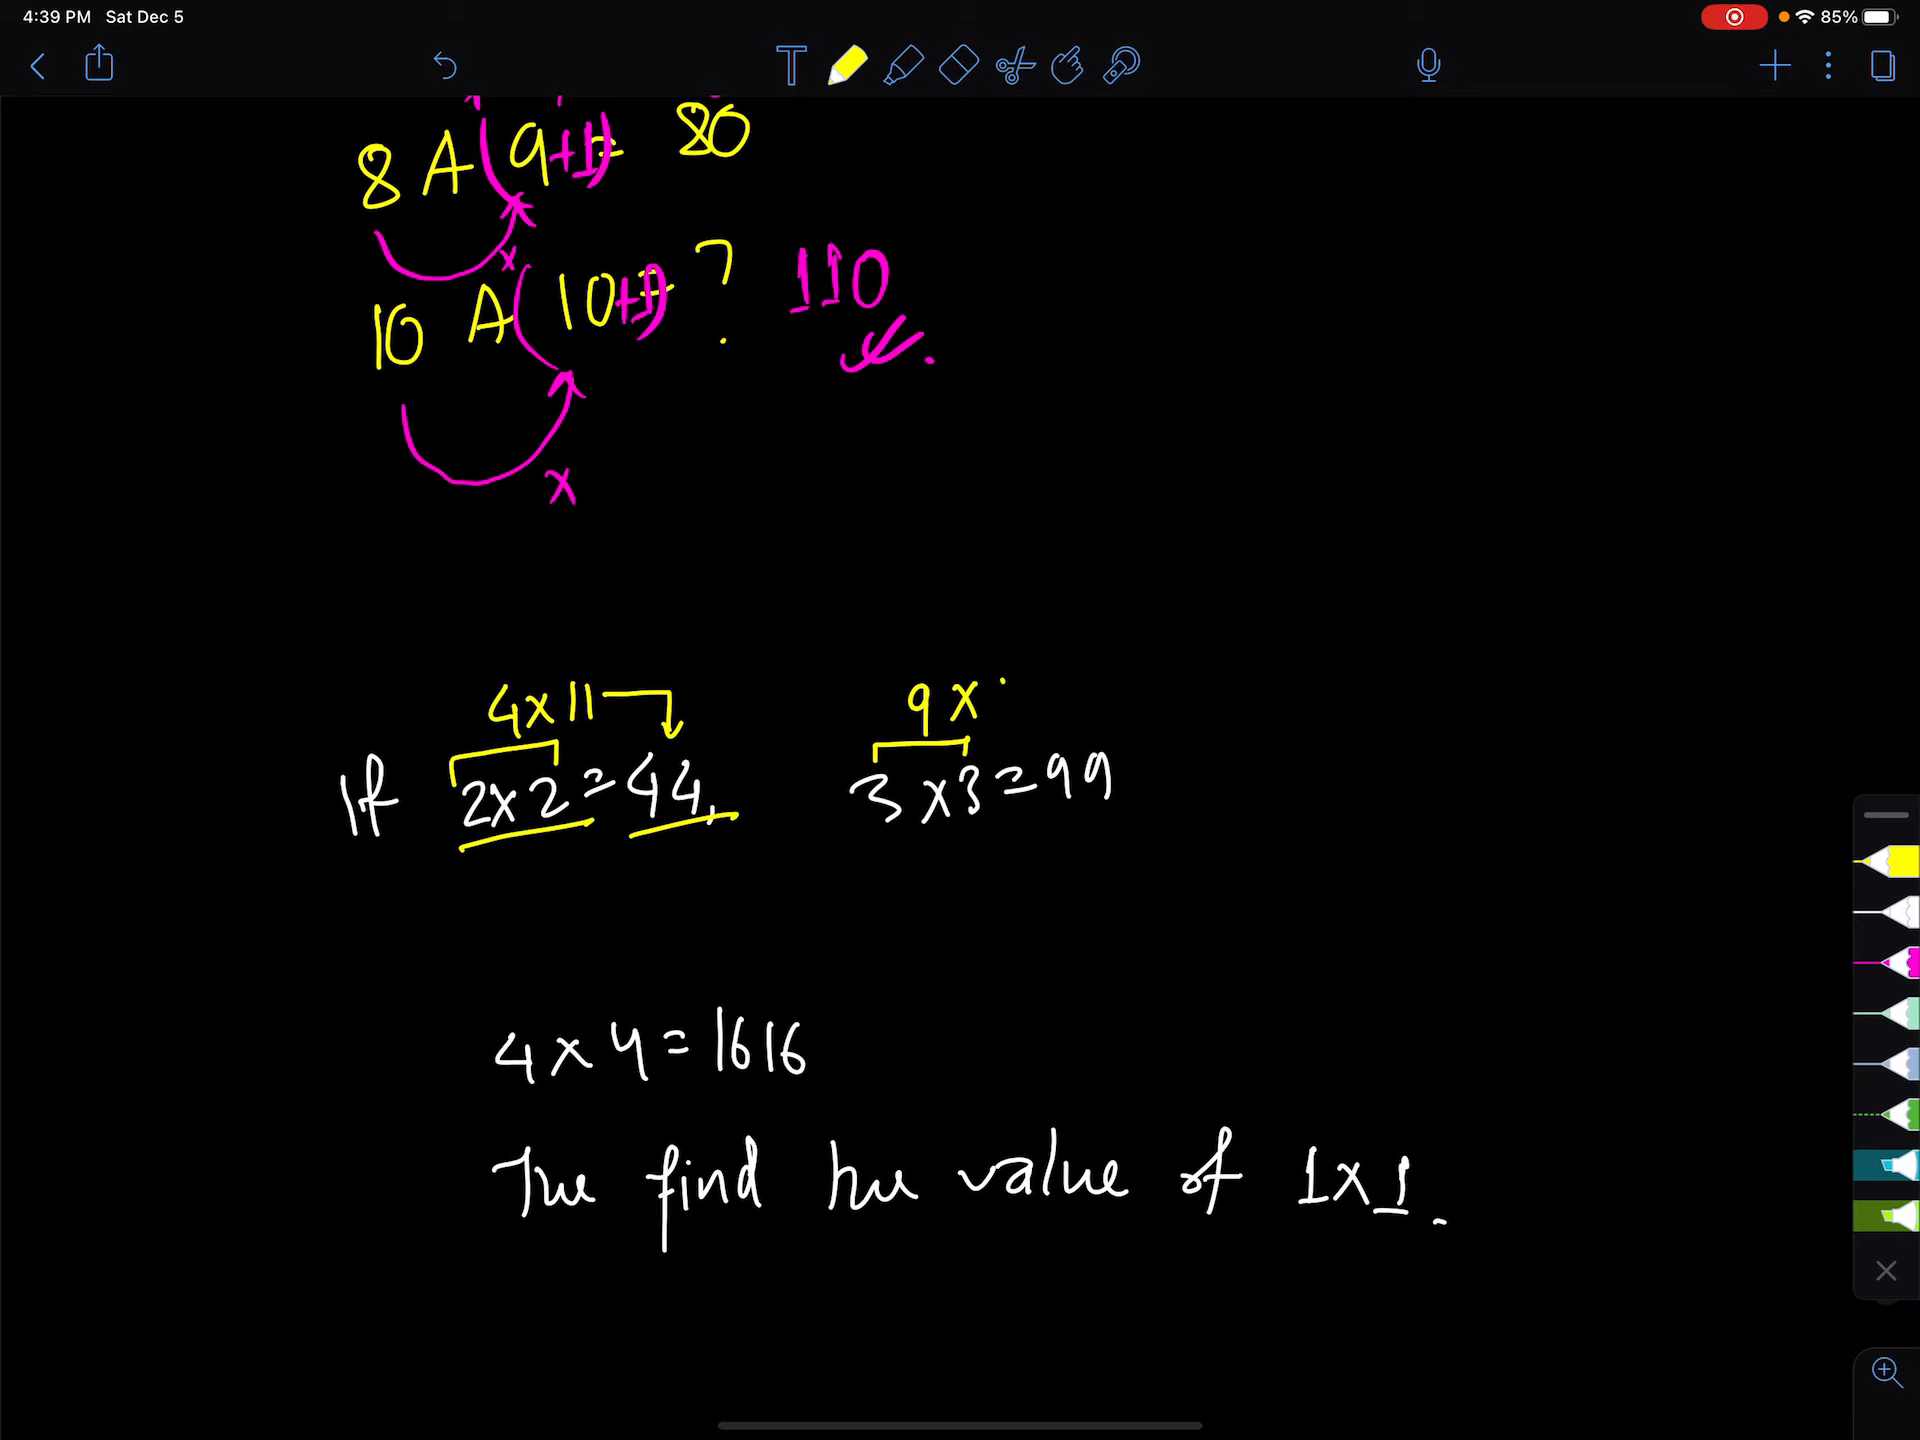 4:39 PM Sat Dec 5
85%
8 A (9+1) = 80
x
10 A (10+1) = ? 110
x
4x11 9x
If 2x2=44, 3x3=99
4x4=1616
The find the value of 1x1.